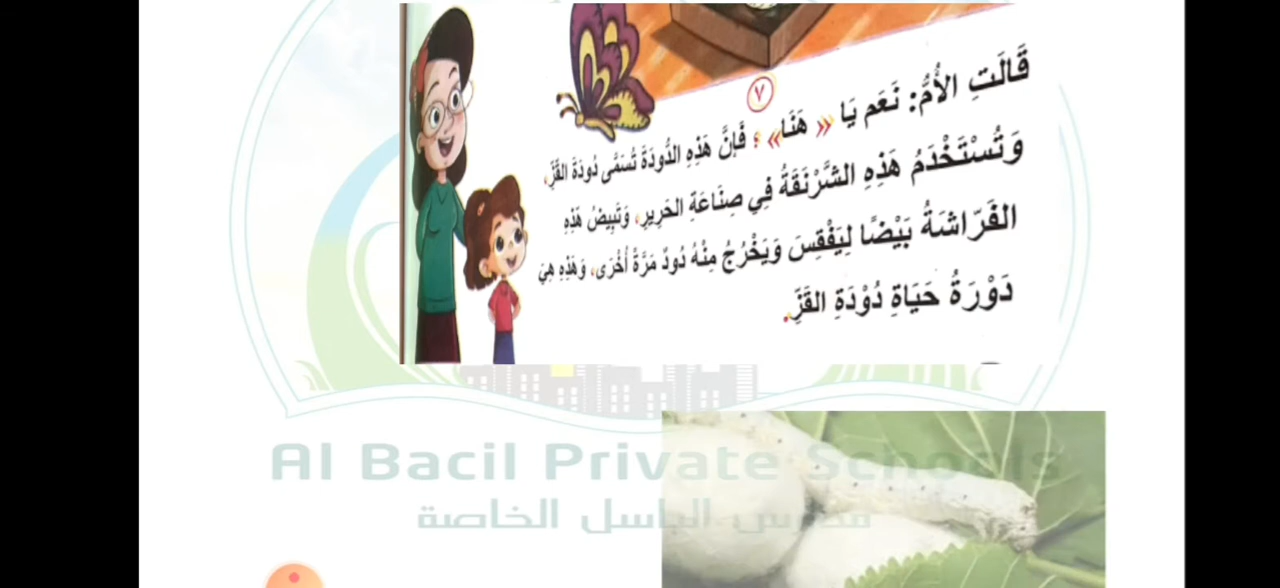 ٧
قَالَتِ الأُمُّ: نَعَم يَا « هَنَا» ؛ فَإِنَّ هَذِهِ الدُّودَةَ تُسَمَّى دُودَةَ القَّزِّ،
وَتُسْتَخْدَمُ هَذِهِ الشَّرْنَقَةُ فِي صِنَاعَةِ الحَرِيرِ، وَتَبِيضُ هَذِهِ
الفَرَّاشَةُ بَيْضًا لِيَفْقِسَ وَيَخْرُجُ مِنْهُ دُودٌ مَرَّةً أُخْرَى، وَهَذِهِ هِيَ
دَوْرَةُ حَيَاةِ دُوْدَةِ القَزِّ.
Al Bacil Private Schools
مدارس الباسل الخاصة